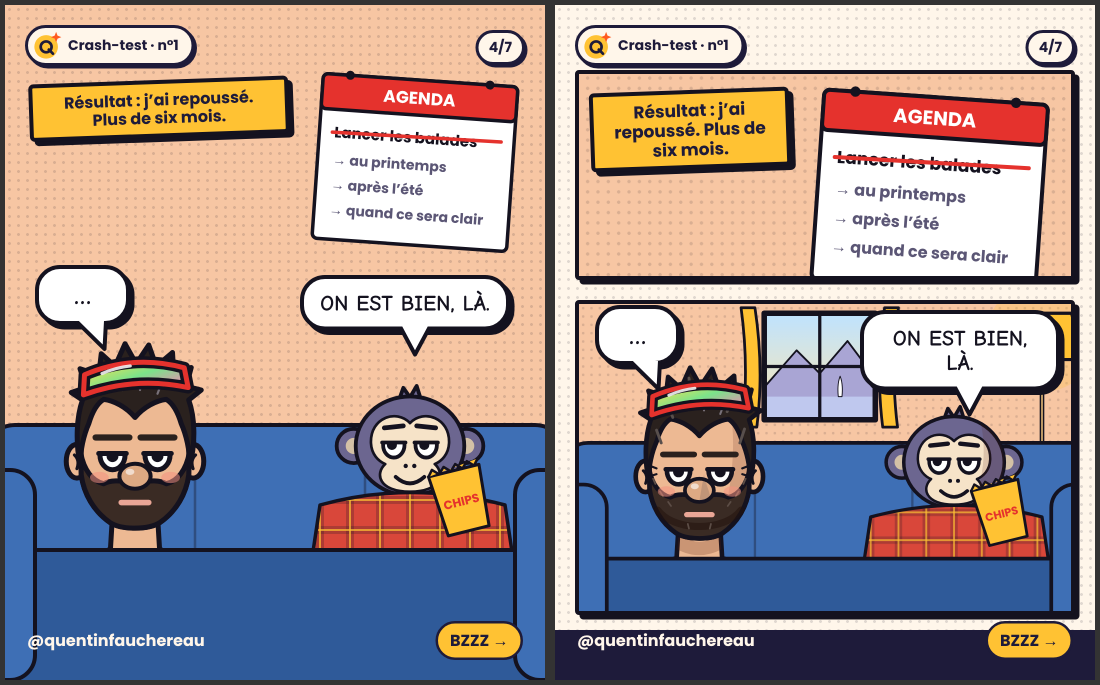 Crash-test · n°1
4/7
Résultat : j’ai repoussé.
Plus de six mois.
AGENDA
Lancer les balades
→ au printemps
→ après l’été
→ quand ce sera clair
...
ON EST BIEN, LÀ.
CHIPS
@quentinfauchereau
BZZZ →
Crash-test · n°1
4/7
Résultat : j’ai
repoussé. Plus de
six mois.
AGENDA
Lancer les balades
→ au printemps
→ après l’été
→ quand ce sera clair
...
ON EST BIEN,
LÀ.
CHIPS
@quentinfauchereau
BZZZ →